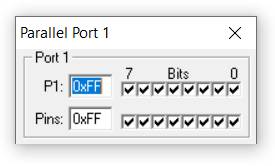 Parallel Port 1
Port 1
7 Bits 0
P1: 0xFF
Pins: 0xFF